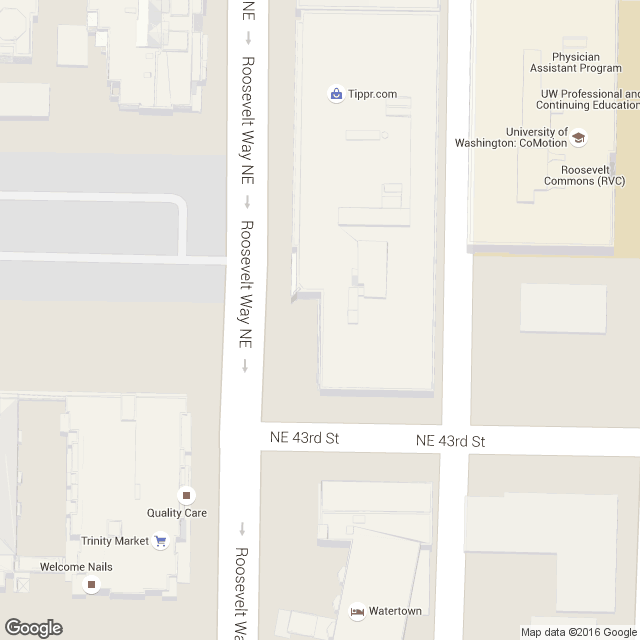 NE
Roosevelt Way NE
Roosevelt Way NE
Roosevelt Wa
Tippr.com
Physician
Assistant Program
UW Professional and
Continuing Education
University of
Washington: CoMotion
Roosevelt
Commons (RVC)
NE 43rd St
NE 43rd St
Quality Care
Trinity Market
Welcome Nails
Watertown
Google
Map data ©2016 Google